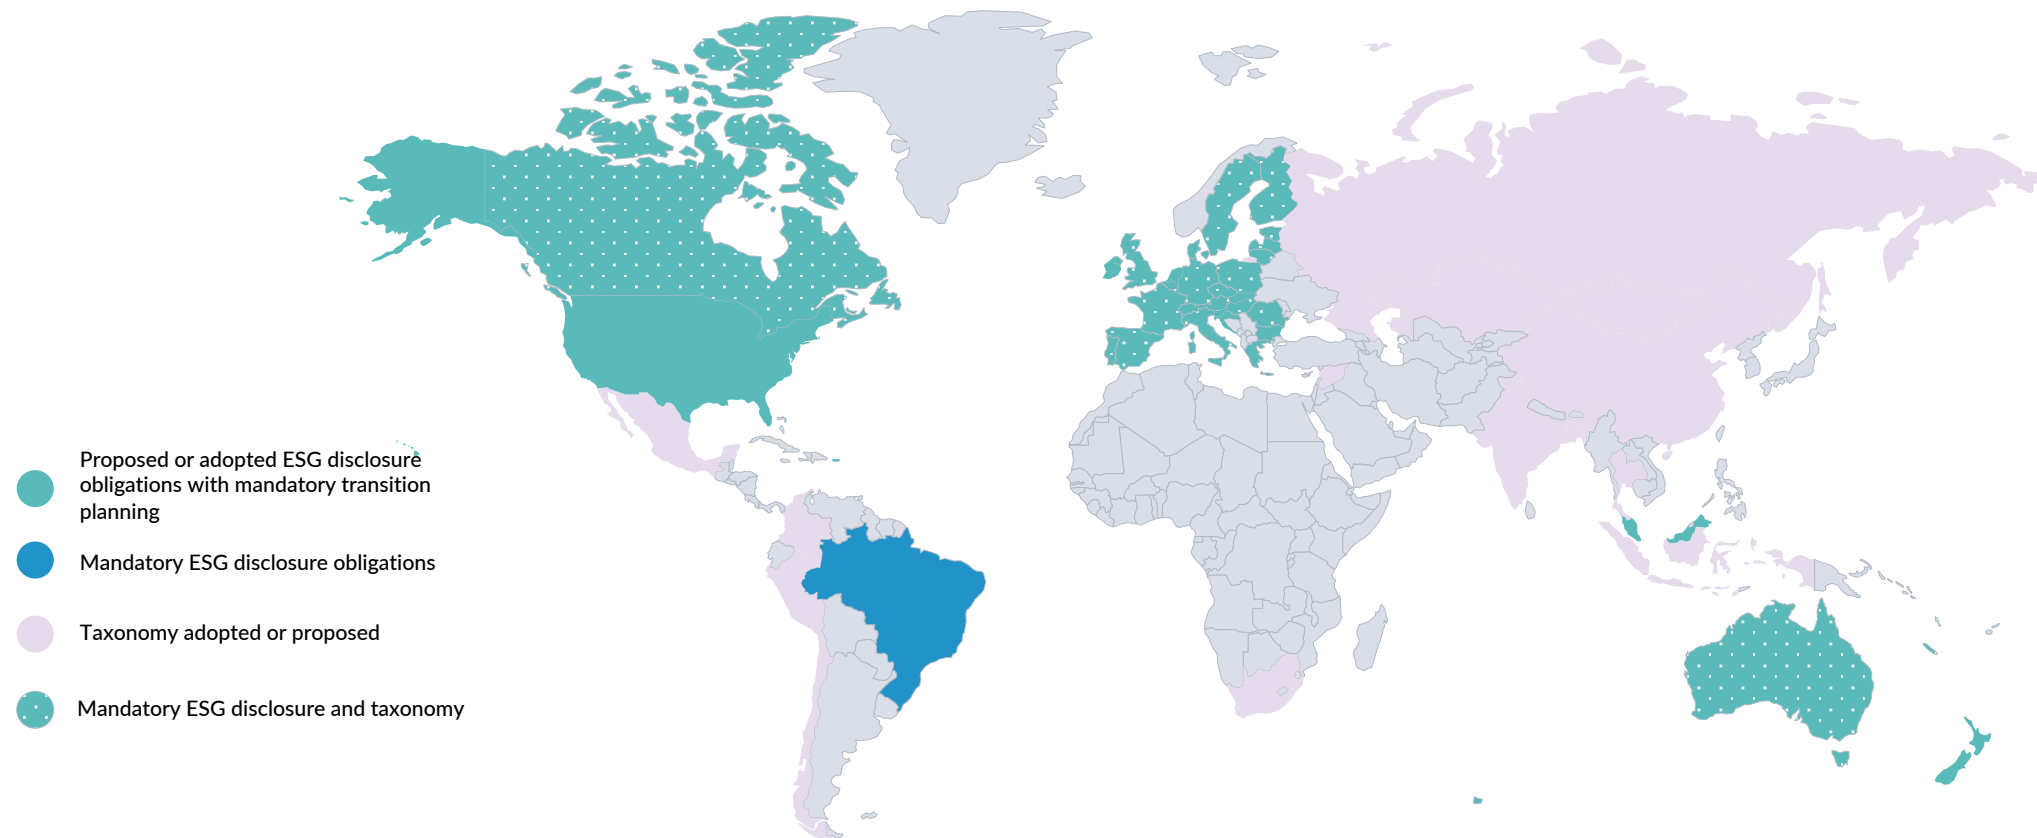 Proposed or adopted ESG disclosure
obligations with mandatory transition
planning
Mandatory ESG disclosure obligations
Taxonomy adopted or proposed
Mandatory ESG disclosure and taxonomy